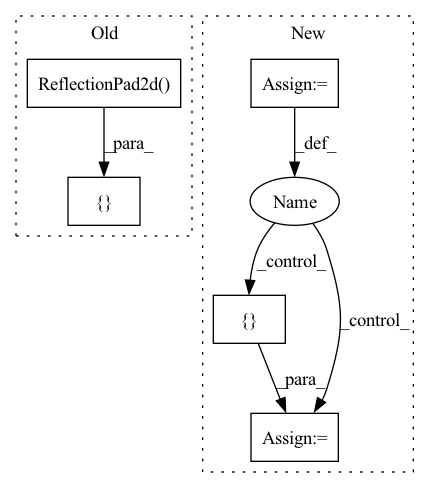 Old
New
ReflectionPad2d()
Assign:=
_para_
_def_
{}
Name
_control_
{}
_control_
_para_
Assign:=